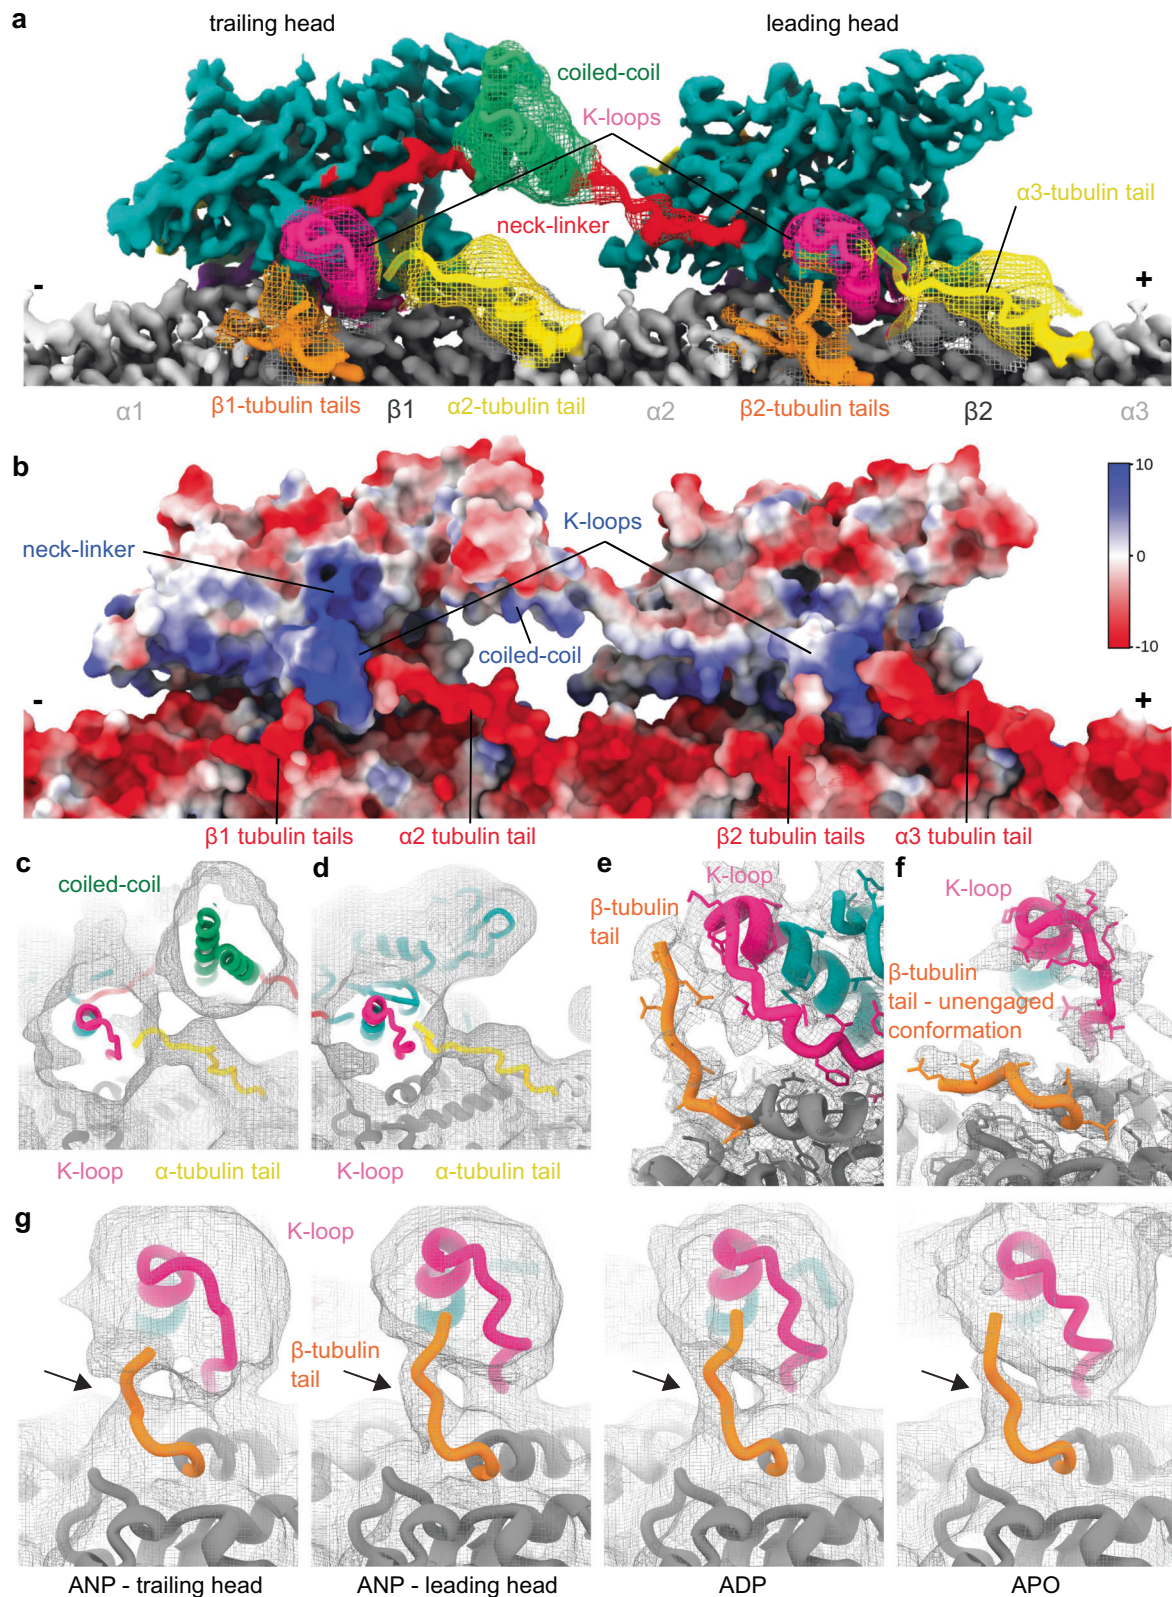 a
trailing head
leading head
coiled-coil
K-loops
α3-tubulin tail
neck-linker
-
+
α1
β1-tubulin tails
β1
α2-tubulin tail
α2
β2-tubulin tails
β2
α3
b
10
K-loops
neck-linker
0
coiled-coil
-10
-
+
β1 tubulin tails
α2 tubulin tail
β2 tubulin tails
α3 tubulin tail
c
coiled-coil
K-loop
α-tubulin tail
d
K-loop
α-tubulin tail
e
K-loop
β-tubulin
tail
f
K-loop
β-tubulin
tail - unengaged
conformation
g
K-loop
β-tubulin
tail
ANP - trailing head
ANP - leading head
ADP
APO